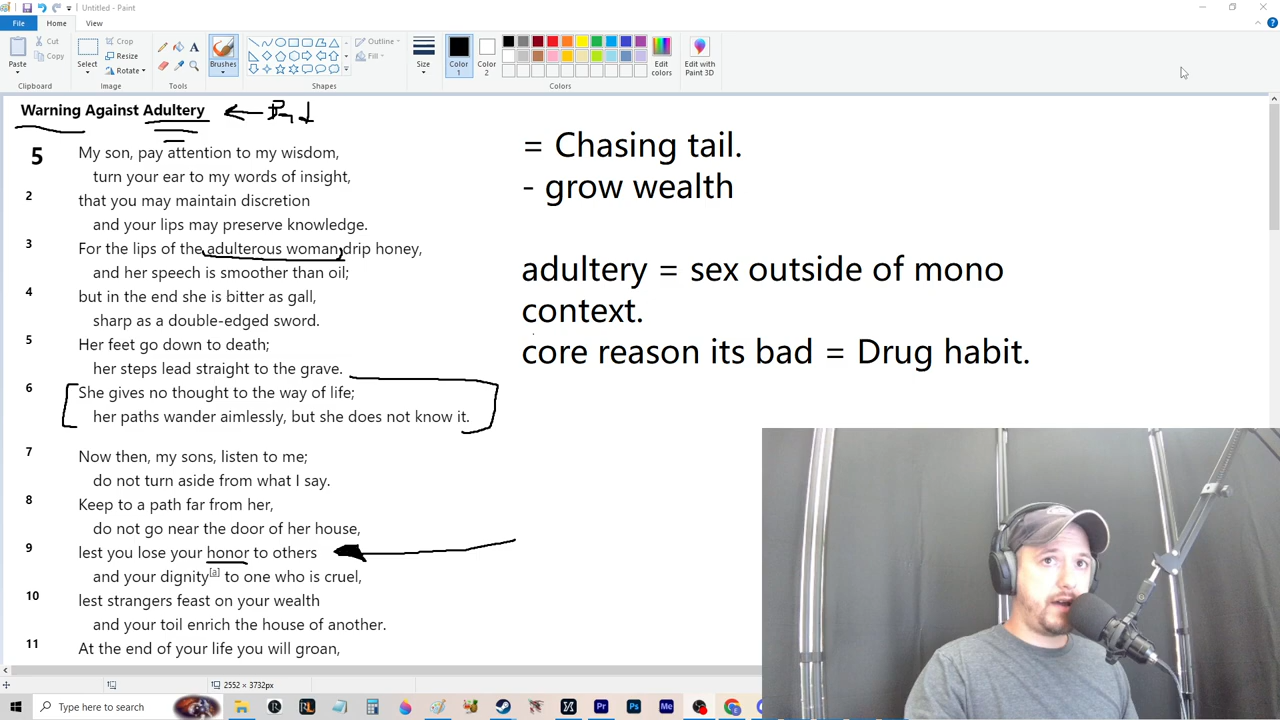 Untitled - Paint
File Home View
Paste
Cut
Copy
Clipboard
Select
Crop
Resize
Rotate
Image
A
Tools
Brushes
Outline
Fill
Shapes
Size
Color 1
Color 2
Edit colors
Colors
Edit with Paint 3D
Warning Against Adultery
5 My son, pay attention to my wisdom,
turn your ear to my words of insight,
2 that you may maintain discretion
and your lips may preserve knowledge.
3 For the lips of the adulterous woman drip honey,
and her speech is smoother than oil;
4 but in the end she is bitter as gall,
sharp as a double-edged sword.
5 Her feet go down to death;
her steps lead straight to the grave.
6 She gives no thought to the way of life;
her paths wander aimlessly, but she does not know it.
7 Now then, my sons, listen to me;
do not turn aside from what I say.
8 Keep to a path far from her,
do not go near the door of her house,
9 lest you lose your honor to others
and your dignity[a] to one who is cruel,
10 lest strangers feast on your wealth
and your toil enrich the house of another.
11 At the end of your life you will groan,
= Chasing tail.
- grow wealth
adultery = sex outside of mono
context.
core reason its bad = Drug habit.
2552 × 3732px
Type here to search
R
RL
X
Pr
Ps
Me